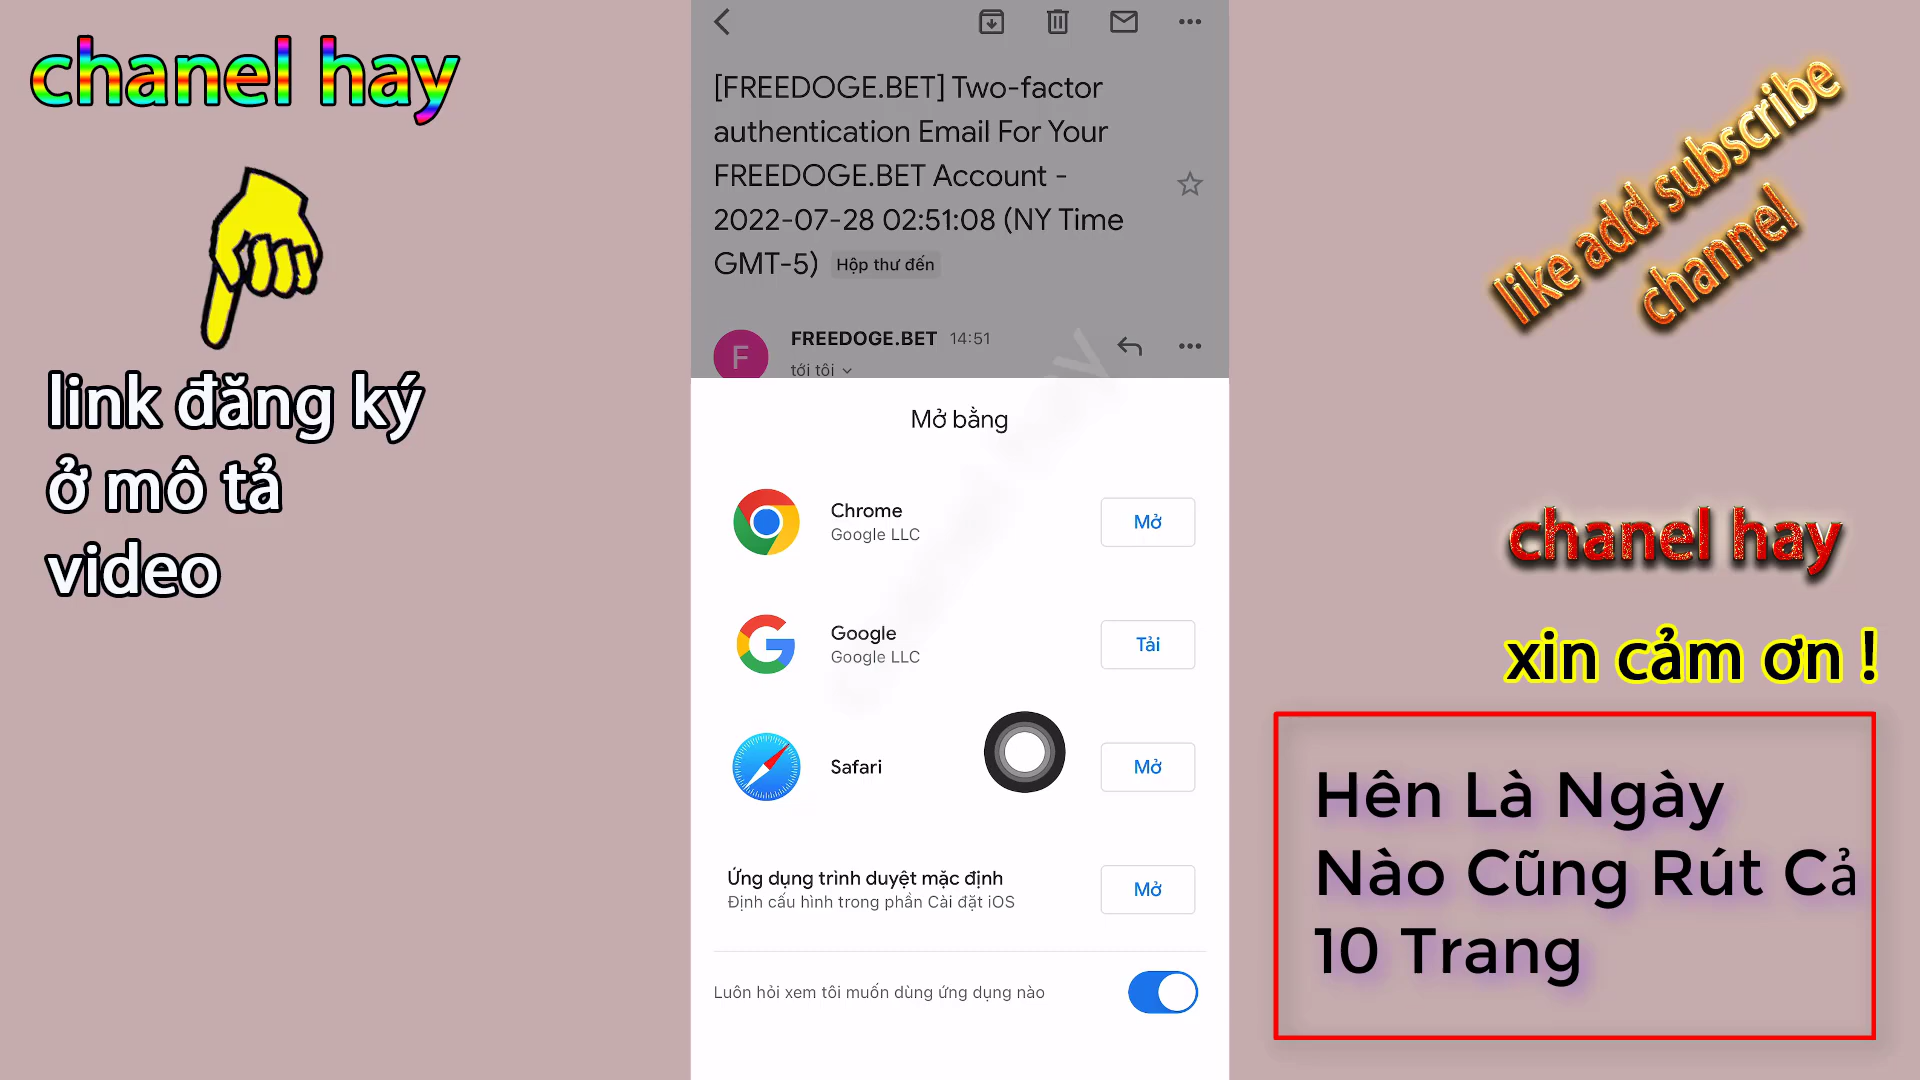 chanel hay
link đăng ký
ở mô tả
video
[FREEDOGE.BET] Two-factor
authentication Email For Your
FREEDOGE.BET Account -
2022-07-28 02:51:08 (NY Time
GMT-5) Hộp thư đến
F
FREEDOGE.BET 14:51
tới tôi
Mở bằng
Chrome
Google LLC
Mở
Google
Google LLC
Tải
Safari
Mở
Ứng dụng trình duyệt mặc định
Định cấu hình trong phần Cài đặt iOS
Mở
Luôn hỏi xem tôi muốn dùng ứng dụng nào
like add subscribe
channel
chanel hay
xin cảm ơn !
Hên Là Ngày
Nào Cũng Rút Cả
10 Trang